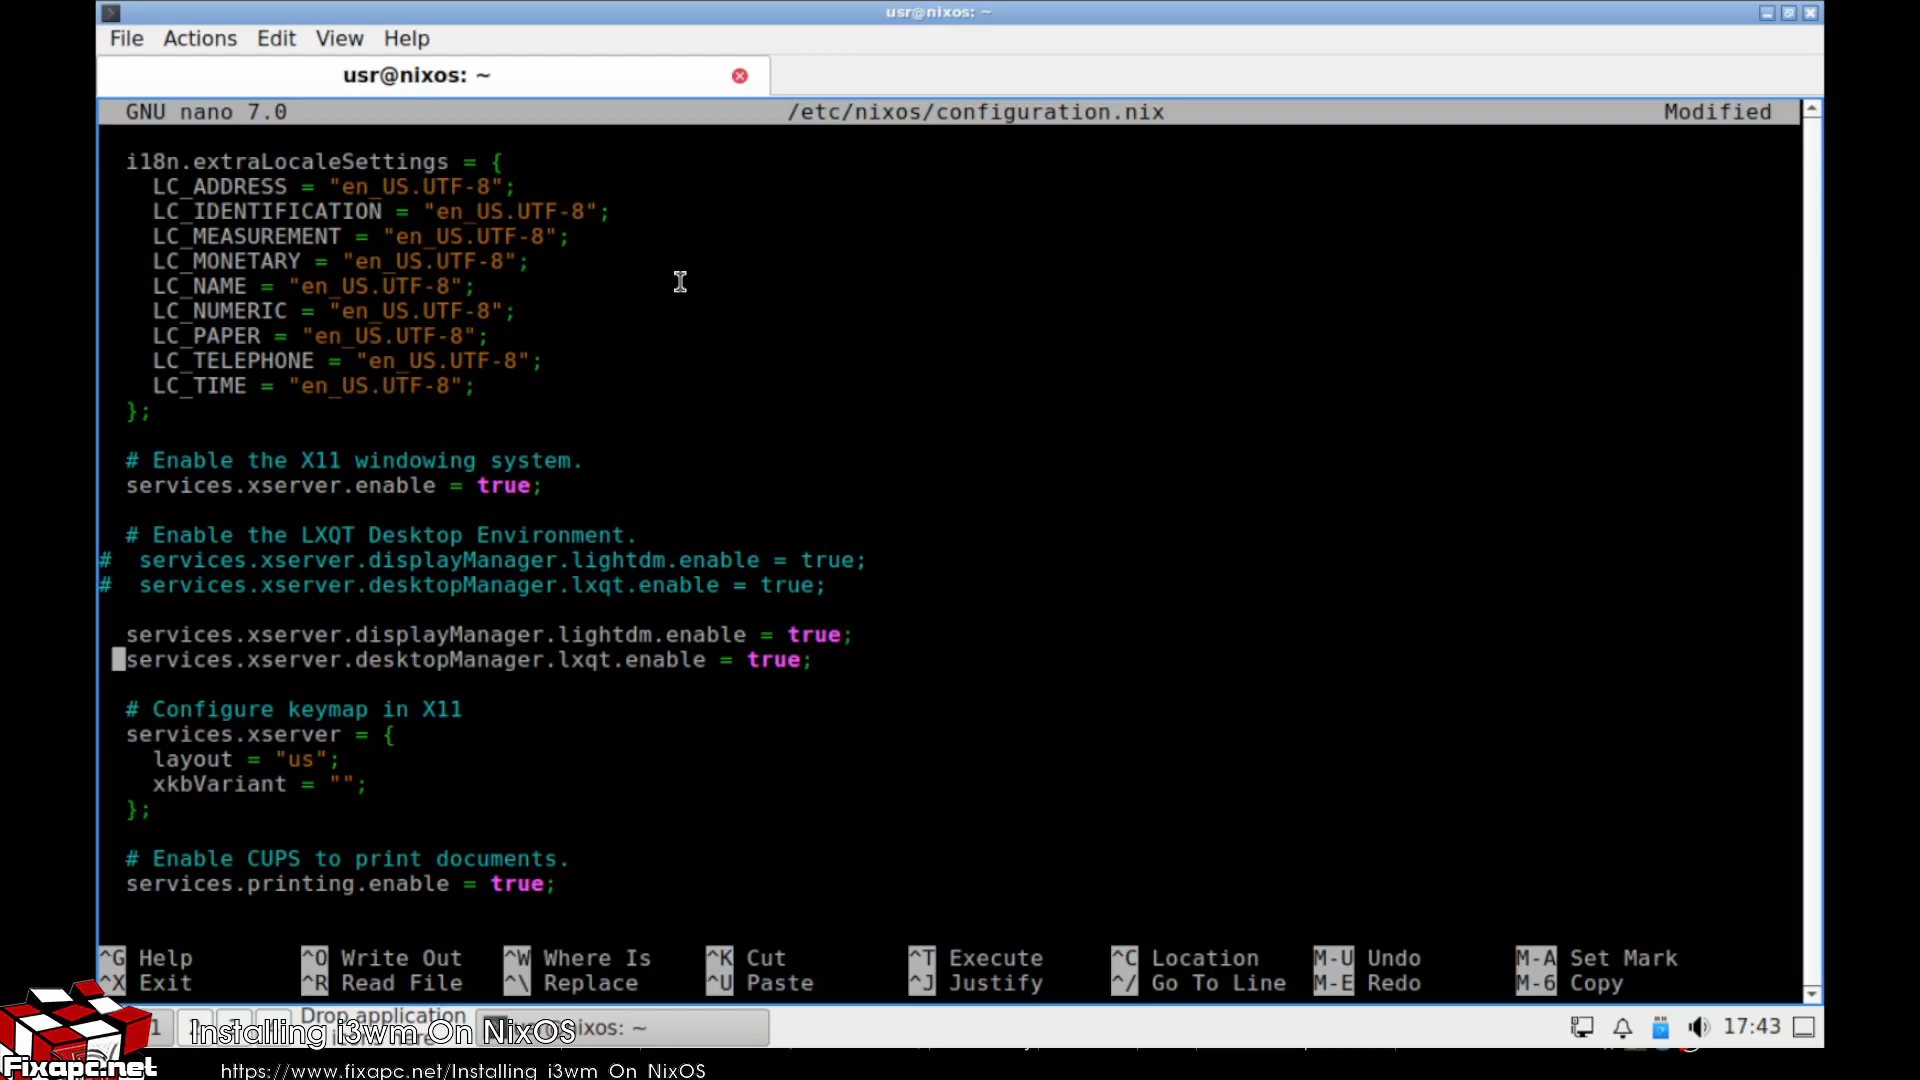 usr@nixos: ~
File Actions Edit View Help
usr@nixos: ~
GNU nano 7.0 /etc/nixos/configuration.nix Modified
i18n.extraLocaleSettings = {
LC_ADDRESS = "en_US.UTF-8";
LC_IDENTIFICATION = "en_US.UTF-8";
LC_MEASUREMENT = "en_US.UTF-8";
LC_MONETARY = "en_US.UTF-8";
LC_NAME = "en_US.UTF-8";
LC_NUMERIC = "en_US.UTF-8";
LC_PAPER = "en_US.UTF-8";
LC_TELEPHONE = "en_US.UTF-8";
LC_TIME = "en_US.UTF-8";
};
# Enable the X11 windowing system.
services.xserver.enable = true;
# Enable the LXQT Desktop Environment.
#  services.xserver.displayManager.lightdm.enable = true;
#  services.xserver.desktopManager.lxqt.enable = true;
services.xserver.displayManager.lightdm.enable = true;
services.xserver.desktopManager.lxqt.enable = true;
# Configure keymap in X11
services.xserver = {
layout = "us";
xkbVariant = "";
};
# Enable CUPS to print documents.
services.printing.enable = true;
^G Help ^O Write Out ^W Where Is ^K Cut ^T Execute ^C Location M-U Undo M-A Set Mark
^X Exit ^R Read File ^\ Replace ^U Paste ^J Justify ^/ Go To Line M-E Redo M-6 Copy
Drop application
1 Installing i3wm On NixOS nixos: ~ 17:43
Fixapc.net
https://www.fixapc.net/Installing_i3wm_On_NixOS